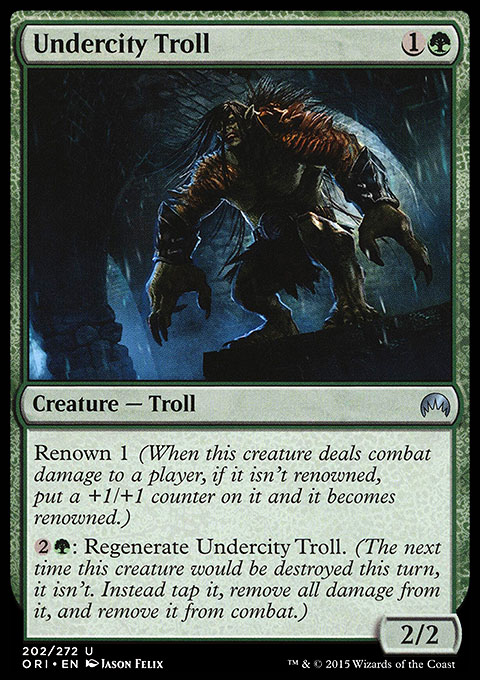 Undercity Troll 1
Creature — Troll
Renown 1 (When this creature deals combat
damage to a player, if it isn't renowned,
put a +1/+1 counter on it and it becomes
renowned.)
2 : Regenerate Undercity Troll. (The next
time this creature would be destroyed this turn,
it isn't. Instead tap it, remove all damage from
it, and remove it from combat.)
2/2
202/272 U
ORI • EN Jason Felix
™ & © 2015 Wizards of the Coast